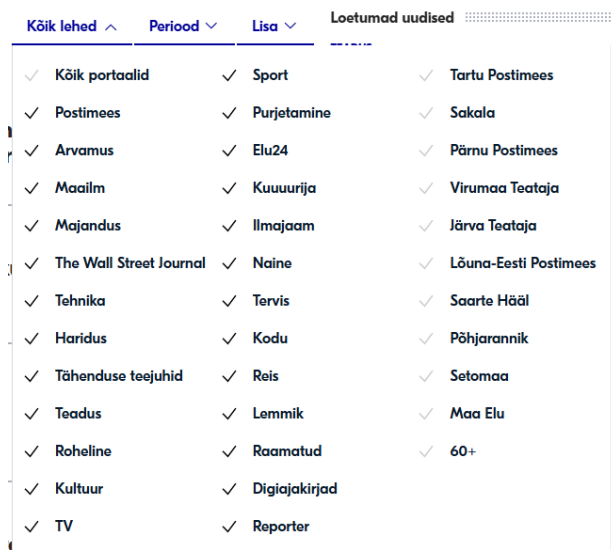 Kõik lehed
Periood
Lisa
Loetumad uudised
Kõik portaalid
Postimees
Arvamus
Maailm
Majandus
The Wall Street Journal
Tehnika
Haridus
Tähenduse teejuhid
Teadus
Roheline
Kultuur
TV
Sport
Purjetamine
Elu24
Kuuuurija
Ilmajaam
Naine
Tervis
Kodu
Reis
Lemmik
Raamatud
Digiajakirjad
Reporter
Tartu Postimees
Sakala
Pärnu Postimees
Virumaa Teataja
Järva Teataja
Lõuna-Eesti Postimees
Saarte Hääl
Põhjarannik
Setomaa
Maa Elu
60+